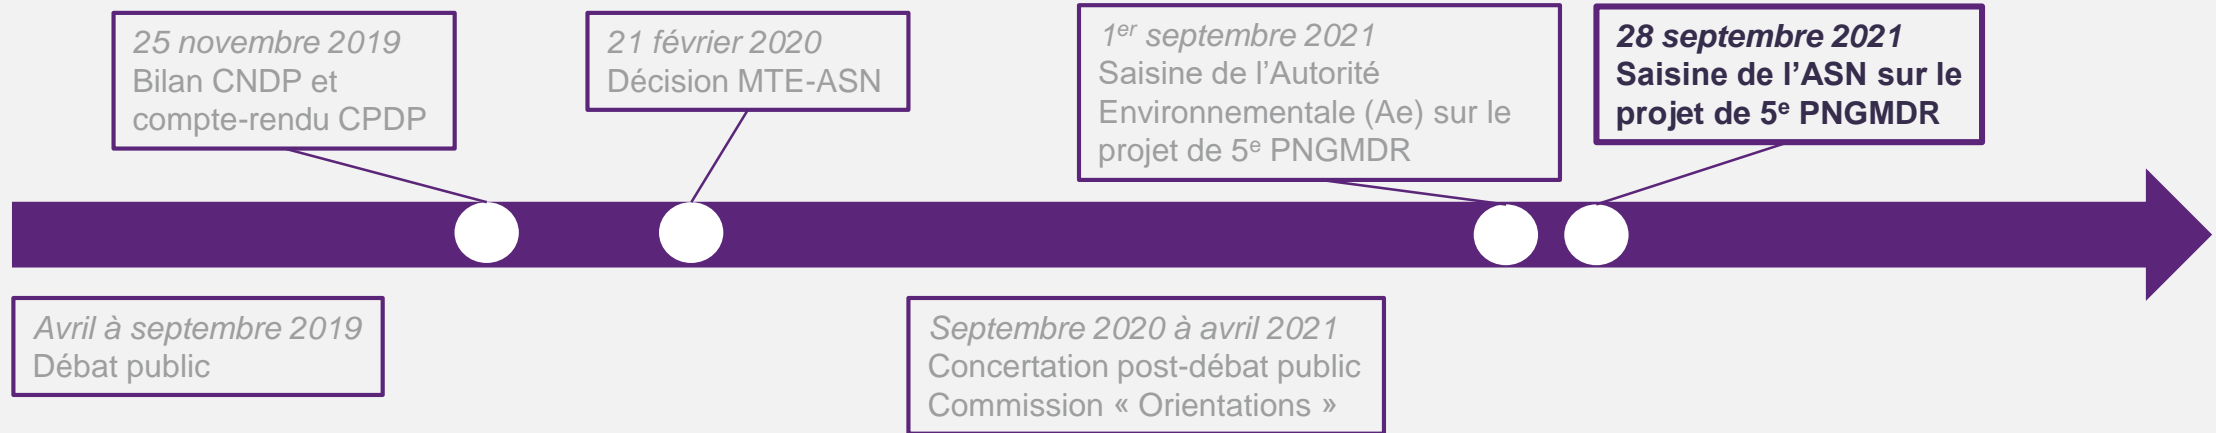 25 novembre 2019
Bilan CNDP et
compte-rendu CPDP
21 février 2020
Décision MTE-ASN
1er septembre 2021
Saisine de l’Autorité
Environnementale (Ae) sur le
projet de 5e PNGMDR
28 septembre 2021
Saisine de l’ASN sur le
projet de 5e PNGMDR
Avril à septembre 2019
Débat public
Septembre 2020 à avril 2021
Concertation post-débat public
Commission « Orientations »